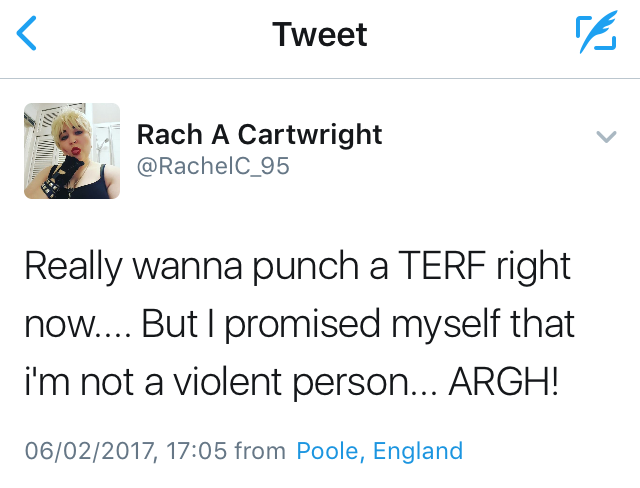 Tweet
Rach A Cartwright
@RachelC_95
Really wanna punch a TERF right
now.... But I promised myself that
i'm not a violent person... ARGH!
06/02/2017, 17:05 from Poole, England